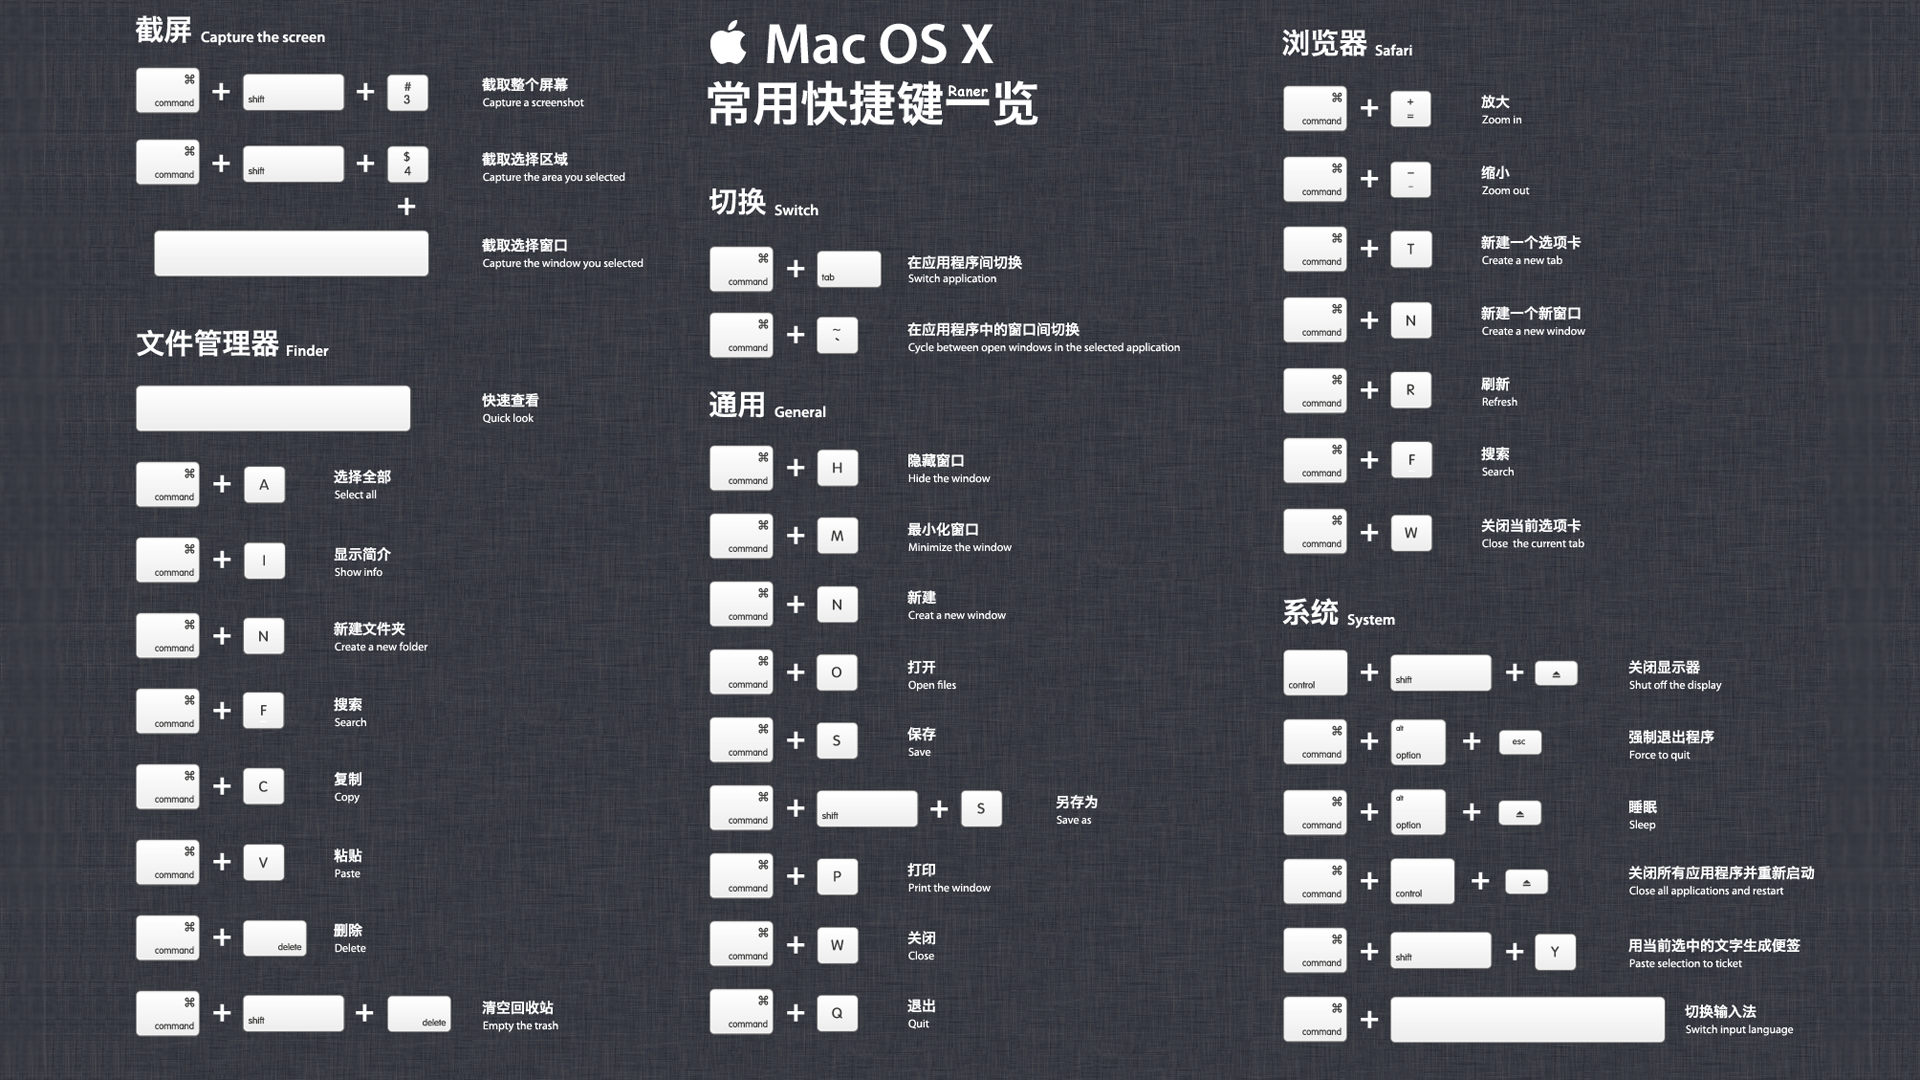 截屏 Capture the screen
⌘ command + shift + # 3
截取整个屏幕
Capture a screenshot
⌘ command + shift + $ 4
截取选择区域
Capture the area you selected
+
截取选择窗口
Capture the window you selected
文件管理器 Finder
快速查看
Quick look
⌘ command + A
选择全部
Select all
⌘ command + I
显示简介
Show info
⌘ command + N
新建文件夹
Create a new folder
⌘ command + F
搜索
Search
⌘ command + C
复制
Copy
⌘ command + V
粘贴
Paste
⌘ command + delete
删除
Delete
⌘ command + shift + delete
清空回收站
Empty the trash
Mac OS X
常用快捷键一览
Raner
切换 Switch
⌘ command + tab
在应用程序间切换
Switch application
⌘ command + ~ `
在应用程序中的窗口间切换
Cycle between open windows in the selected application
通用 General
⌘ command + H
隐藏窗口
Hide the window
⌘ command + M
最小化窗口
Minimize the window
⌘ command + N
新建
Creat a new window
⌘ command + O
打开
Open files
⌘ command + S
保存
Save
⌘ command + shift + S
另存为
Save as
⌘ command + P
打印
Print the window
⌘ command + W
关闭
Close
⌘ command + Q
退出
Quit
浏览器 Safari
⌘ command + + =
放大
Zoom in
⌘ command + — -
缩小
Zoom out
⌘ command + T
新建一个选项卡
Create a new tab
⌘ command + N
新建一个新窗口
Create a new window
⌘ command + R
刷新
Refresh
⌘ command + F
搜索
Search
⌘ command + W
关闭当前选项卡
Close the current tab
系统 System
control + shift + ⏏
关闭显示器
Shut off the display
⌘ command + alt option + esc
强制退出程序
Force to quit
⌘ command + alt option + ⏏
睡眠
Sleep
⌘ command + control + ⏏
关闭所有应用程序并重新启动
Close all applications and restart
⌘ command + shift + Y
用当前选中的文字生成便签
Paste selection to ticket
⌘ command +
切换输入法
Switch input language